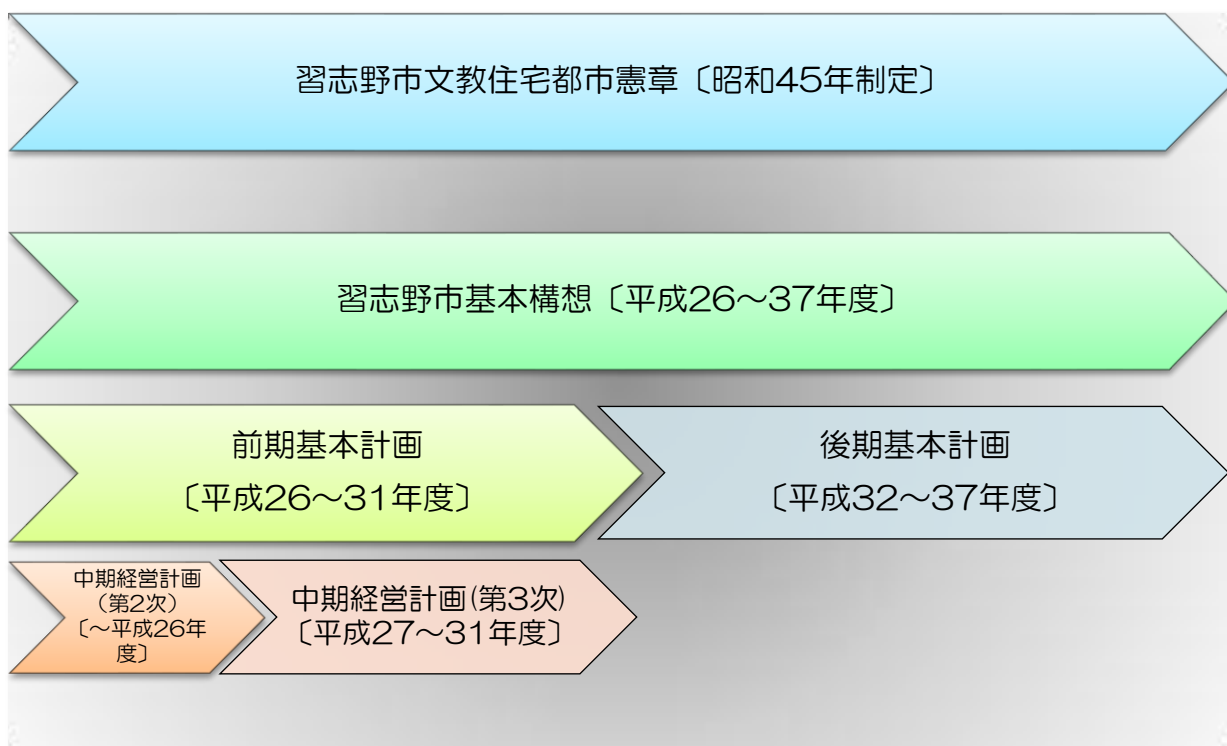 習志野市文教住宅都市憲章〔昭和45年制定〕
習志野市基本構想〔平成26～37年度〕
前期基本計画
〔平成26～31年度〕
後期基本計画
〔平成32～37年度〕
中期経営計画
（第2次）
〔～平成26年
度〕
中期経営計画(第3次)
〔平成27～31年度〕